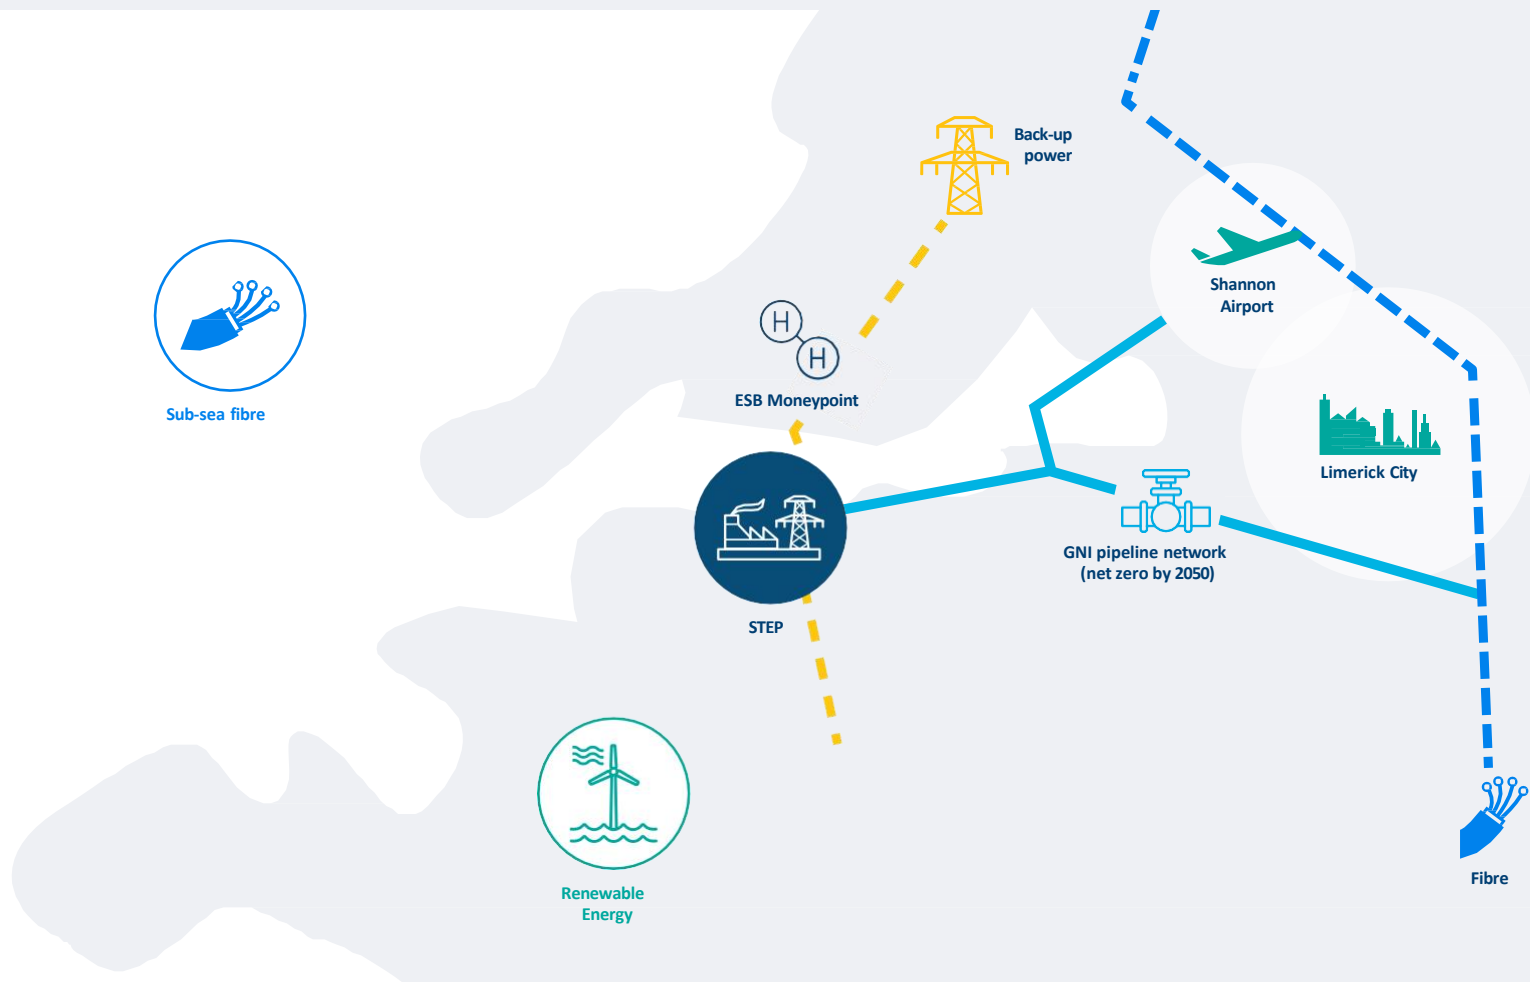 Back-up
power
Shannon
Airport
H
H
ESB Moneypoint
Sub-sea fibre
Limerick City
GNI pipeline network
(net zero by 2050)
STEP
Renewable
Energy
Fibre